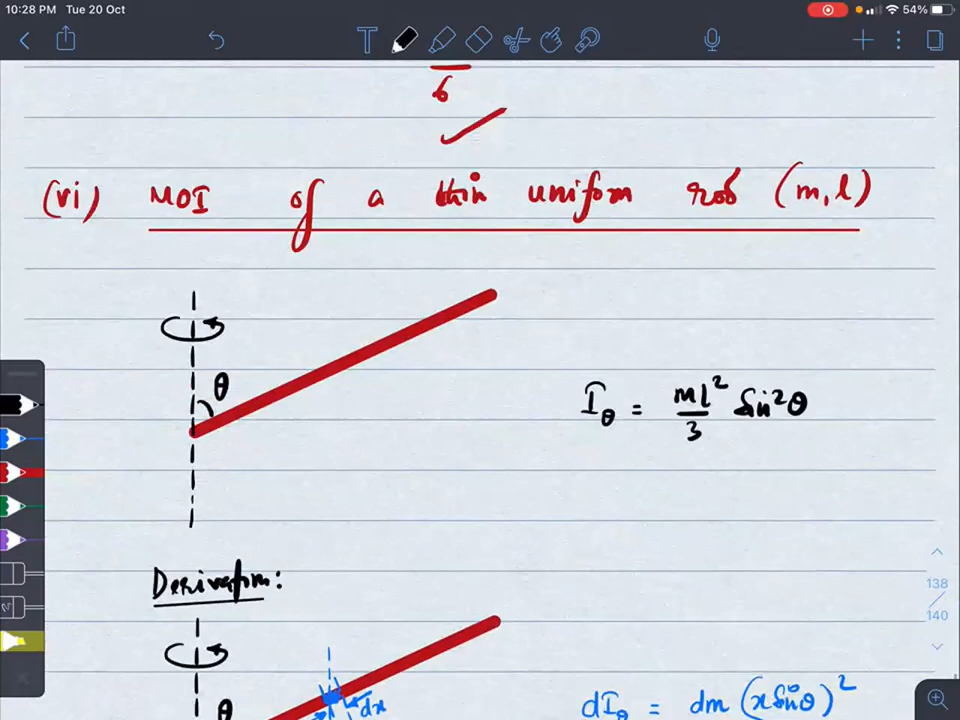 10:28 PM Tue 20 Oct
54%
T
6
(vi) MOI of a thin uniform rod (m, l)
θ
I_θ = ml²/3 sin²θ
Derivation:
138
140
θ
dx
dI_θ = dm (x sinθ)²